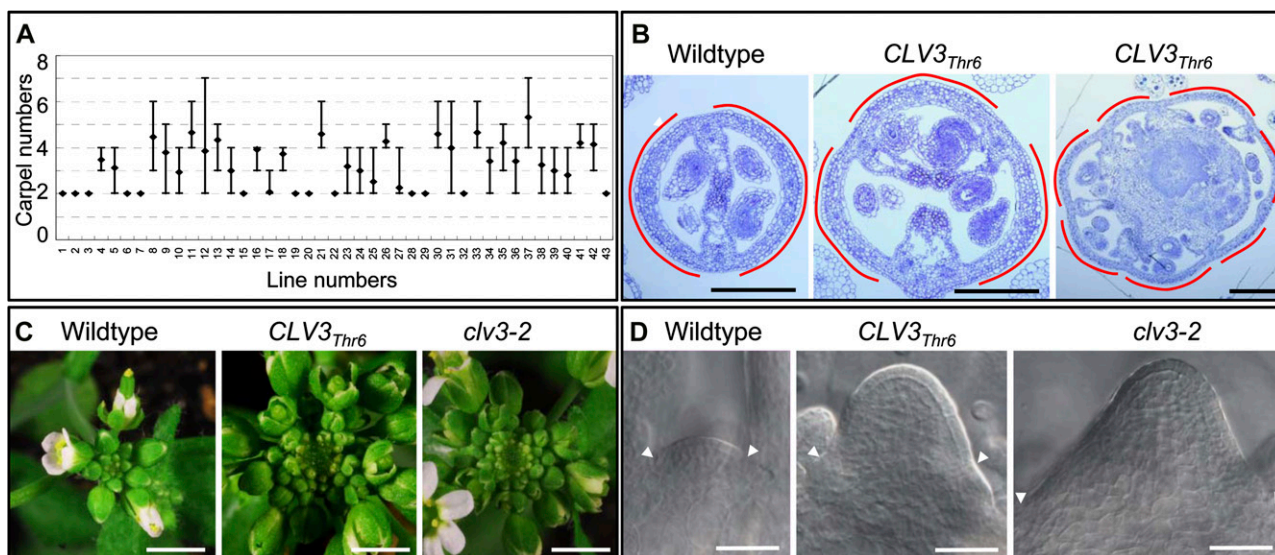 A
Carpel numbers
8
6
4
2
0
1 2 3 4 5 6 7 8 9 10 11 12 13 14 15 16 17 18 19 20 21 22 23 24 25 26 27 28 29 30 31 32 33 34 35 36 37 38 39 40 41 42 43
Line numbers
B
Wildtype CLV3Thr6 CLV3Thr6
C
Wildtype CLV3Thr6 clv3-2
D
Wildtype CLV3Thr6 clv3-2